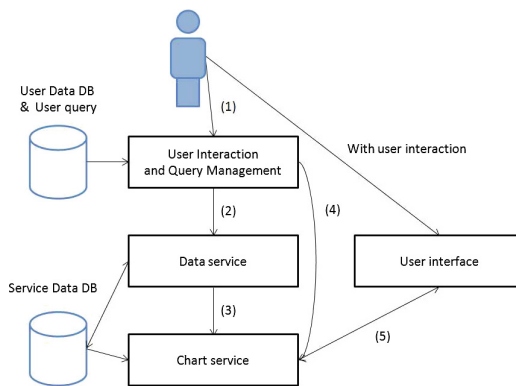 User Data DB
& User query
(1)
User Interaction
and Query Management
With user interaction
(2)
(4)
Data service
User interface
Service Data DB
(3)
(5)
Chart service